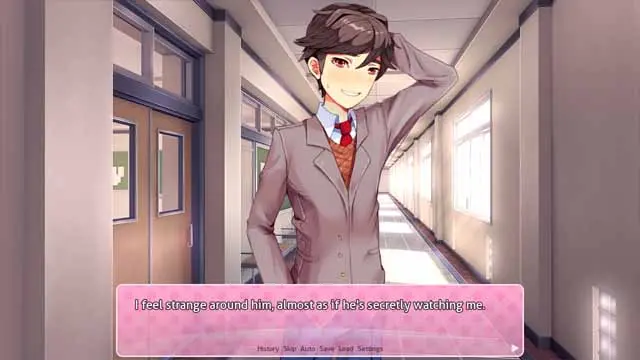 I feel strange around him, almost as if he's secretly watching me.
History Skip Auto Save Load Settings